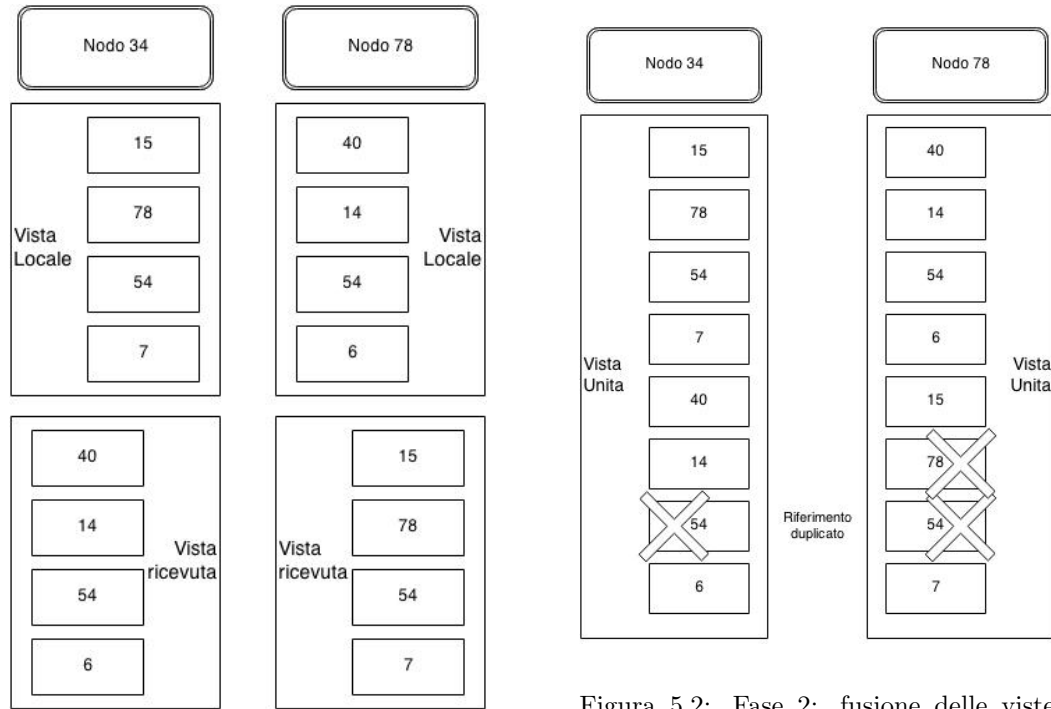 Nodo 34
Nodo 78
15
78
54
7
Vista
Locale
40
14
54
6
Vista
Locale
40
14
54
6
Vista
ricevuta
15
78
54
7
Vista
ricevuta
Nodo 34
Nodo 78
15
78
54
7
40
14
54
6
Vista
Unita
Riferimento
duplicato
40
14
54
6
15
78
54
7
Vista
Unita
Figura 5.2: Fase 2: fusione delle viste